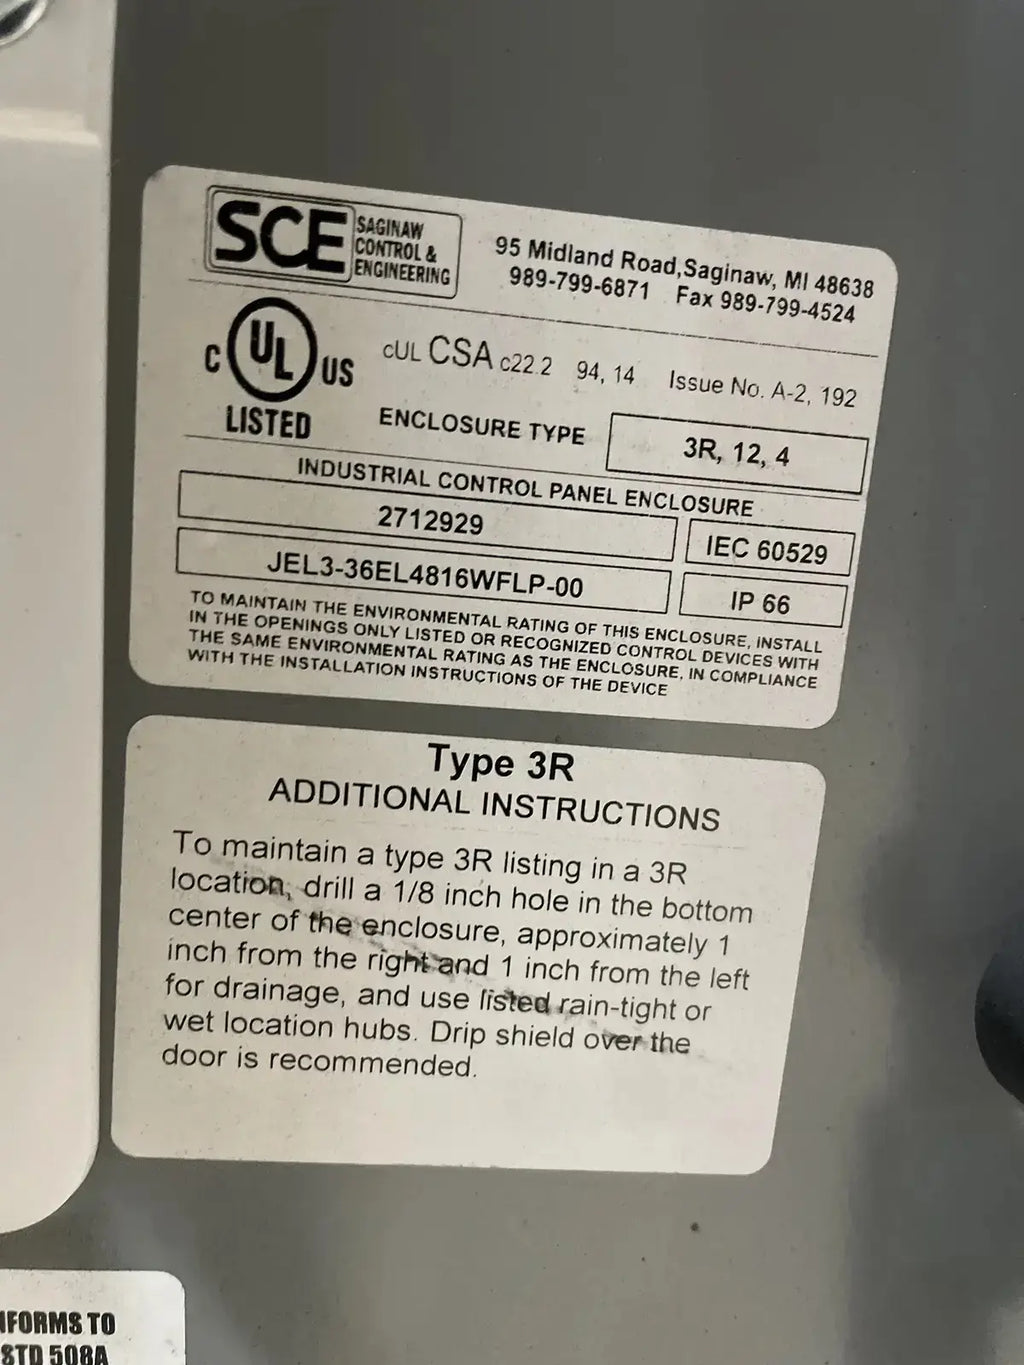 SCE SAGINAW CONTROL & ENGINEERING
95 Midland Road,Saginaw, MI 48638
989-799-6871 Fax 989-799-4524
C UL US
LISTED
cUL CSA c22.2 94, 14 Issue No. A-2, 192
ENCLOSURE TYPE 3R, 12, 4
INDUSTRIAL CONTROL PANEL ENCLOSURE
2712929 IEC 60529
JEL3-36EL4816WFLP-00 IP 66
TO MAINTAIN THE ENVIRONMENTAL RATING OF THIS ENCLOSURE, INSTALL
IN THE OPENINGS ONLY LISTED OR RECOGNIZED CONTROL DEVICES WITH
THE SAME ENVIRONMENTAL RATING AS THE ENCLOSURE, IN COMPLIANCE
WITH THE INSTALLATION INSTRUCTIONS OF THE DEVICE
Type 3R
ADDITIONAL INSTRUCTIONS
To maintain a type 3R listing in a 3R
location, drill a 1/8 inch hole in the bottom
center of the enclosure, approximately 1
inch from the right and 1 inch from the left
for drainage, and use listed rain-tight or
wet location hubs. Drip shield over the
door is recommended.
NFORMS TO
STD 508A